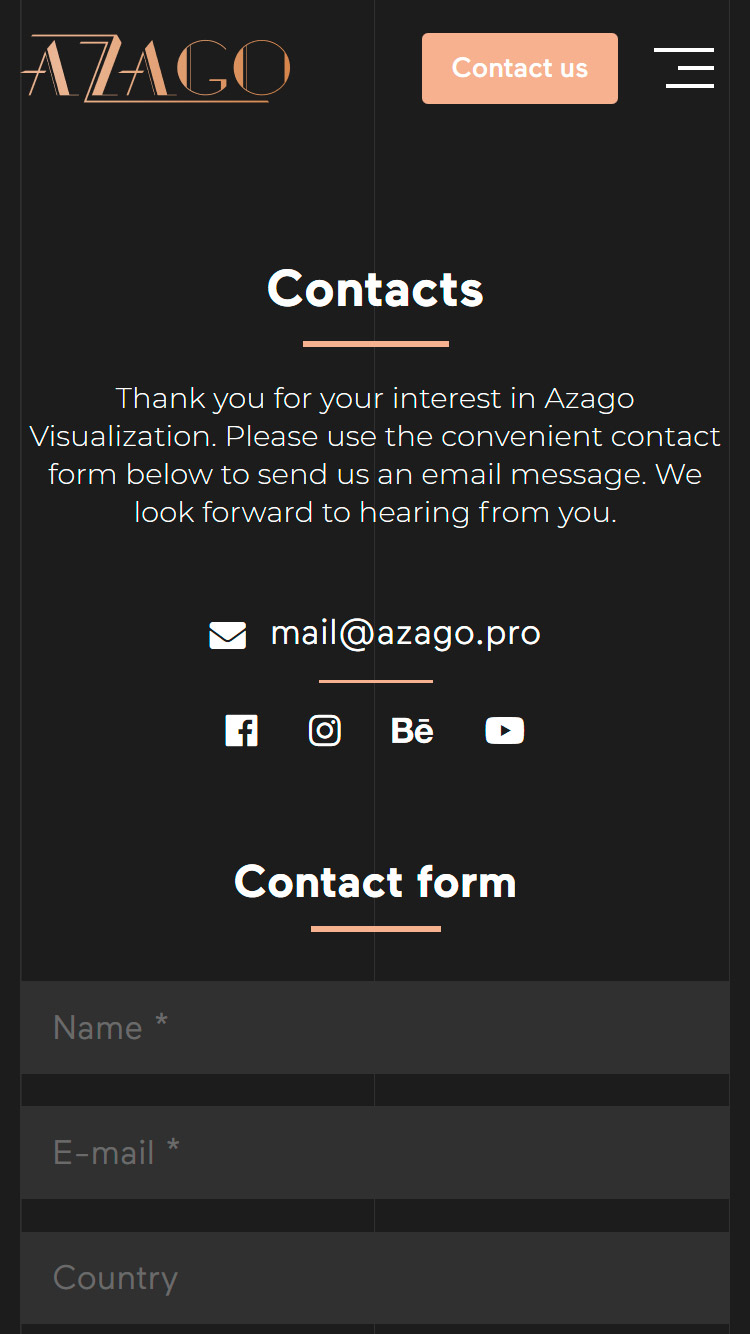 AZAGO
Contact us
Contacts
Thank you for your interest in Azago
Visualization. Please use the convenient contact
form below to send us an email message. We
look forward to hearing from you.
mail@azago.pro
Bē
Contact form
Name *
E-mail *
Country